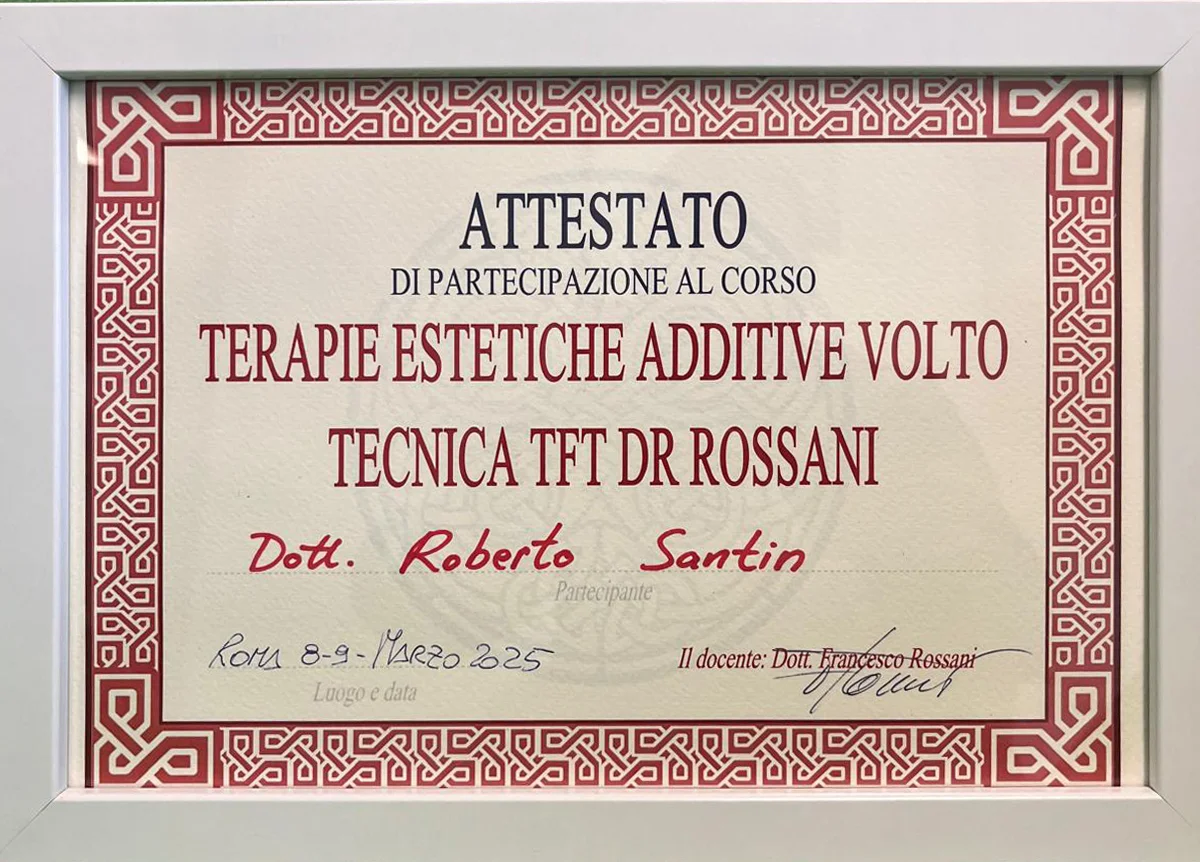 ATTESTATO
DI PARTECIPAZIONE AL CORSO
TERAPIE ESTETICHE ADDITIVE VOLTO
TECNICA TFT DR ROSSANI
Dott. Roberto Santin
Partecipante
ROMA 8-9-MARZO 2025
Luogo e data
Il docente: Dott. Francesco Rossani